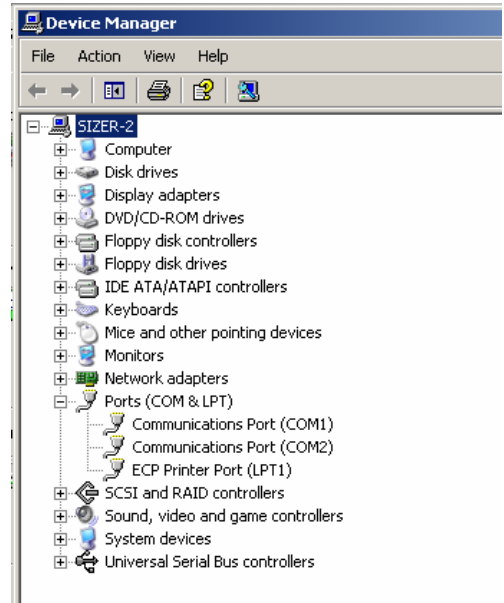 Device Manager
File Action View Help
SIZER-2
Computer
Disk drives
Display adapters
DVD/CD-ROM drives
Floppy disk controllers
Floppy disk drives
IDE ATA/ATAPI controllers
Keyboards
Mice and other pointing devices
Monitors
Network adapters
Ports (COM & LPT)
Communications Port (COM1)
Communications Port (COM2)
ECP Printer Port (LPT1)
SCSI and RAID controllers
Sound, video and game controllers
System devices
Universal Serial Bus controllers